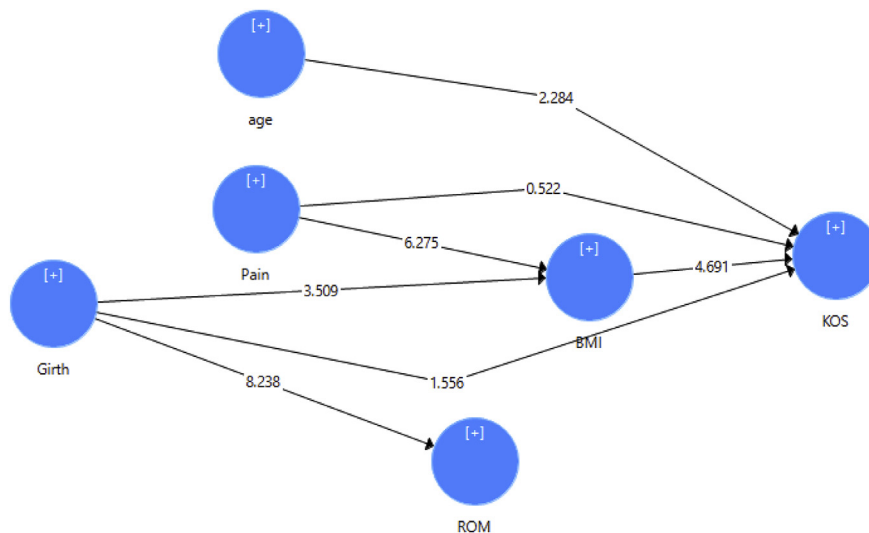 [+]
age
2.284
[+]
Pain
0.522
6.275
[+]
BMI
4.691
[+]
KOS
[+]
Girth
3.509
1.556
8.238
[+]
ROM